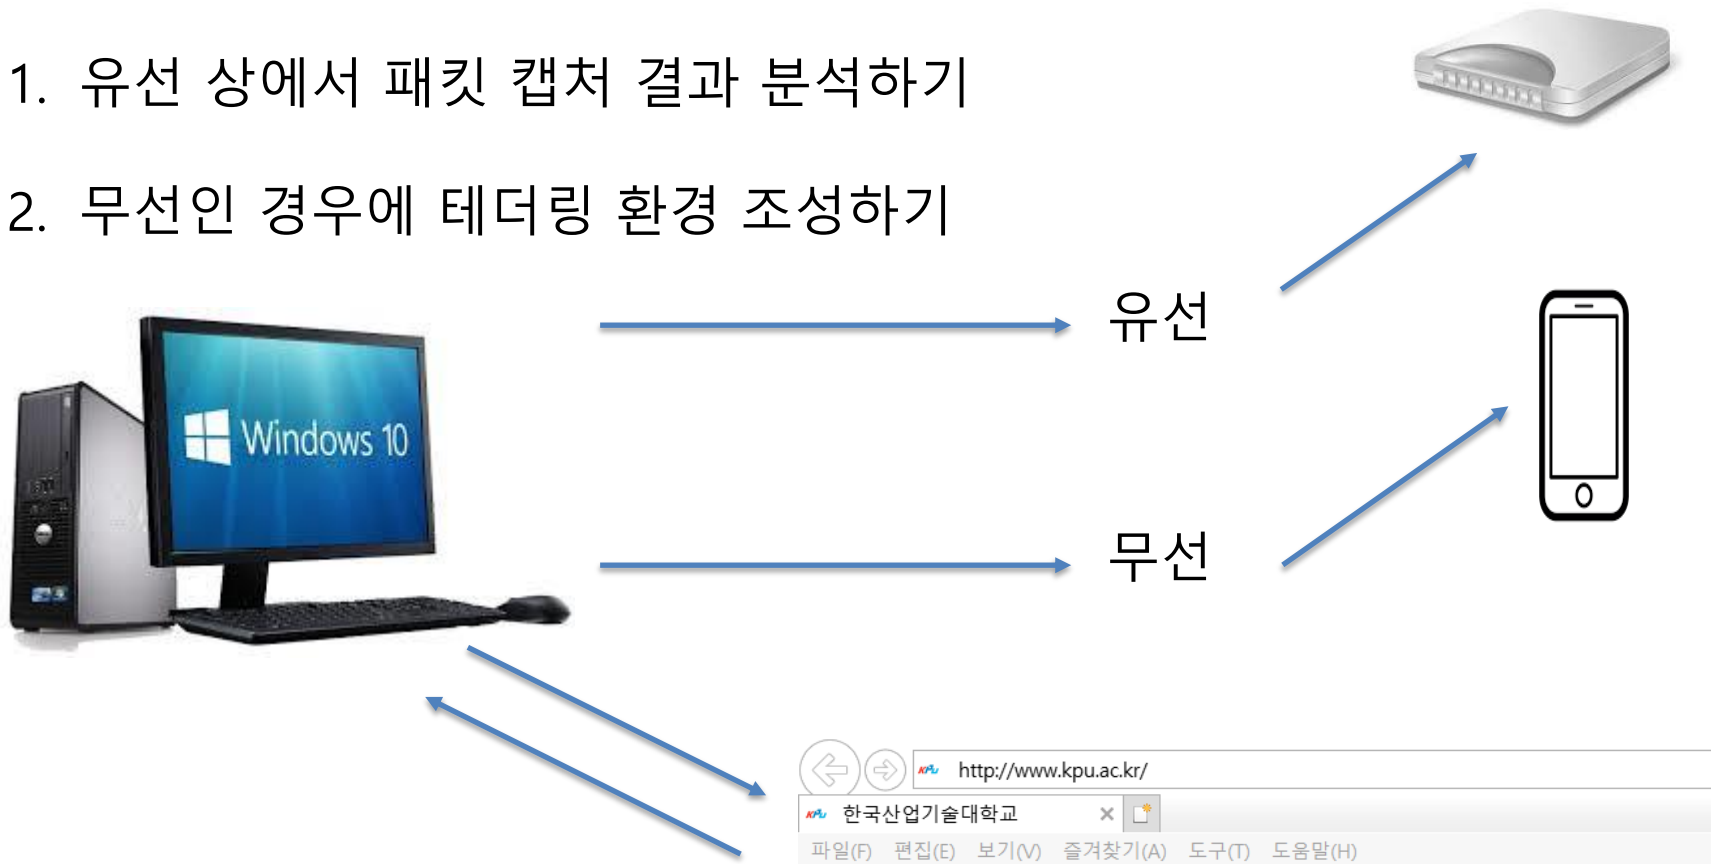 1. 유선 상에서 패킷 캡처 결과 분석하기
2. 무선인 경우에 테더링 환경 조성하기
유선
Windows 10
무선
KPU http://www.kpu.ac.kr/
KPU 한국산업기술대학교
파일(F) 편집(E) 보기(V) 즐겨찾기(A) 도구(T) 도움말(H)